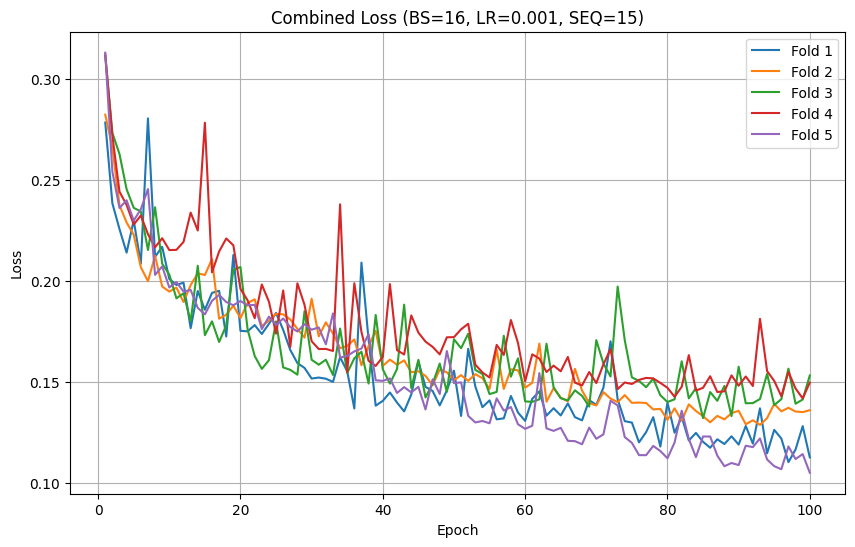 Combined Loss (BS=16, LR=0.001, SEQ=15)
Fold 1
Fold 2
Fold 3
Fold 4
Fold 5
Loss
0.30
0.25
0.20
0.15
0.10
0
20
40
60
80
100
Epoch